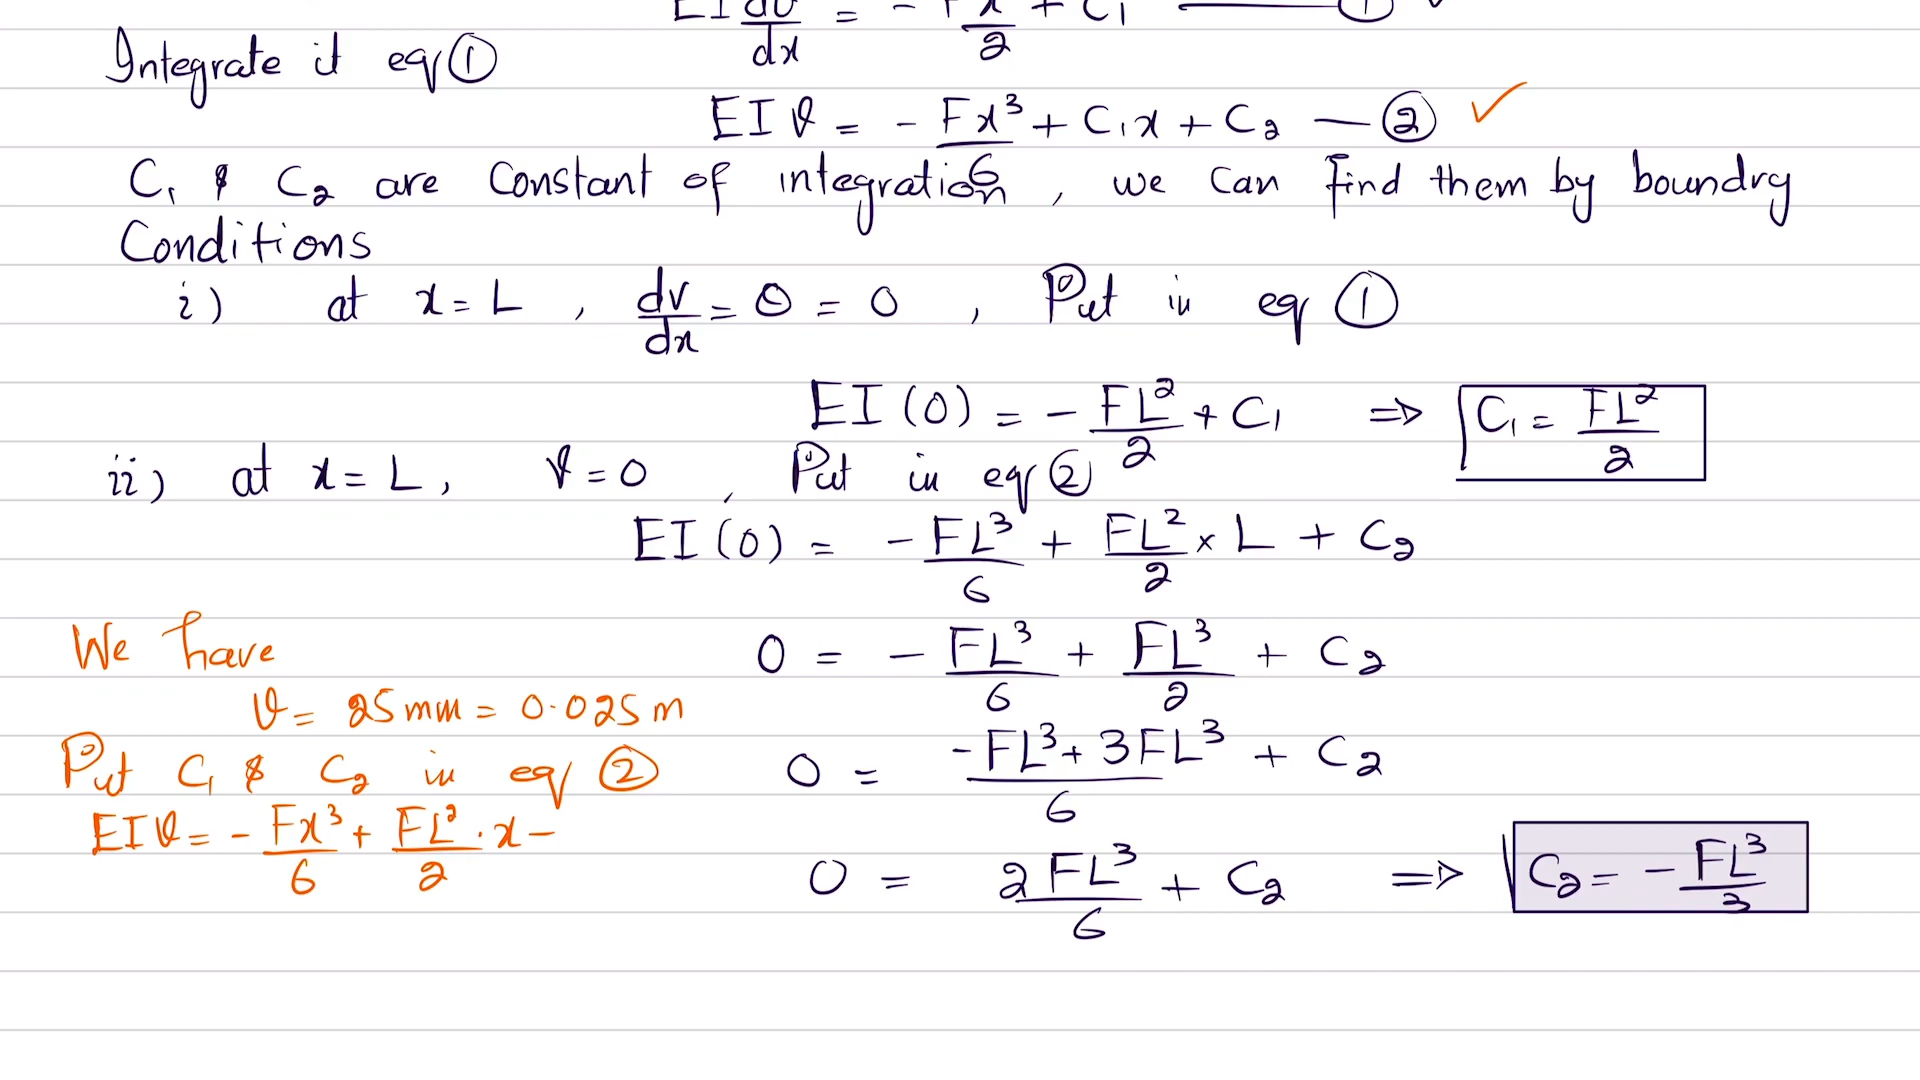 EI dv/dx = - Fx/2 + C₁ —— ①
Integrate it eq ①
EI v = - Fx³/6 + C₁x + C₂ — ② ✓
C₁ & C₂ are Constant of integration , we can find them by boundry
Conditions
i) at x = L , dv/dx = θ = 0 , Put in eq ①
EI (0) = - FL²/2 + C₁ ⇒ C₁ = FL²/2
ii) at x = L , v = 0 , Put in eq ②
EI (0) = - FL³/6 + FL²/2 × L + C₂
0 = - FL³/6 + FL³/2 + C₂
0 = -FL³ + 3FL³/6 + C₂
0 = 2FL³/6 + C₂ ⇒ C₂ = - FL³/3
We have
v = 25 mm = 0.025 m
Put C₁ & C₂ in eq ②
EI v = - Fx³/6 + FL²/2 . x -